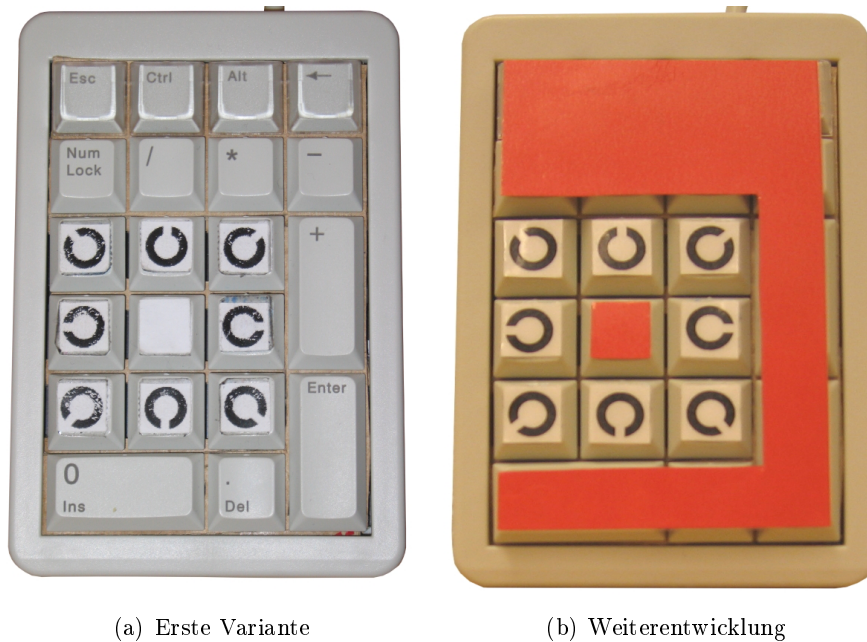 Esc Ctrl Alt ←
Num Lock / * −
+
Enter
0 Ins . Del
(a) Erste Variante
(b) Weiterentwicklung